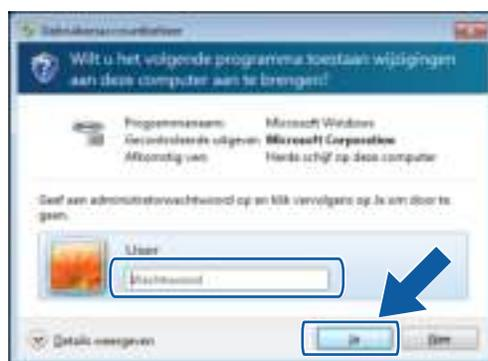 Gebruikersaccountbeheer
Wilt u het volgende programma toestaan wijzigingen
aan deze computer aan te brengen?
Programmanaam: Microsoft Windows
Gecontroleerde uitgever: Microsoft Corporation
Afkomstig van: Harde schijf op deze computer
Geef een administratorwachtwoord op en klik vervolgens op Ja om door te
gaan.
User
Wachtwoord
Details weergeven
Ja
Nee